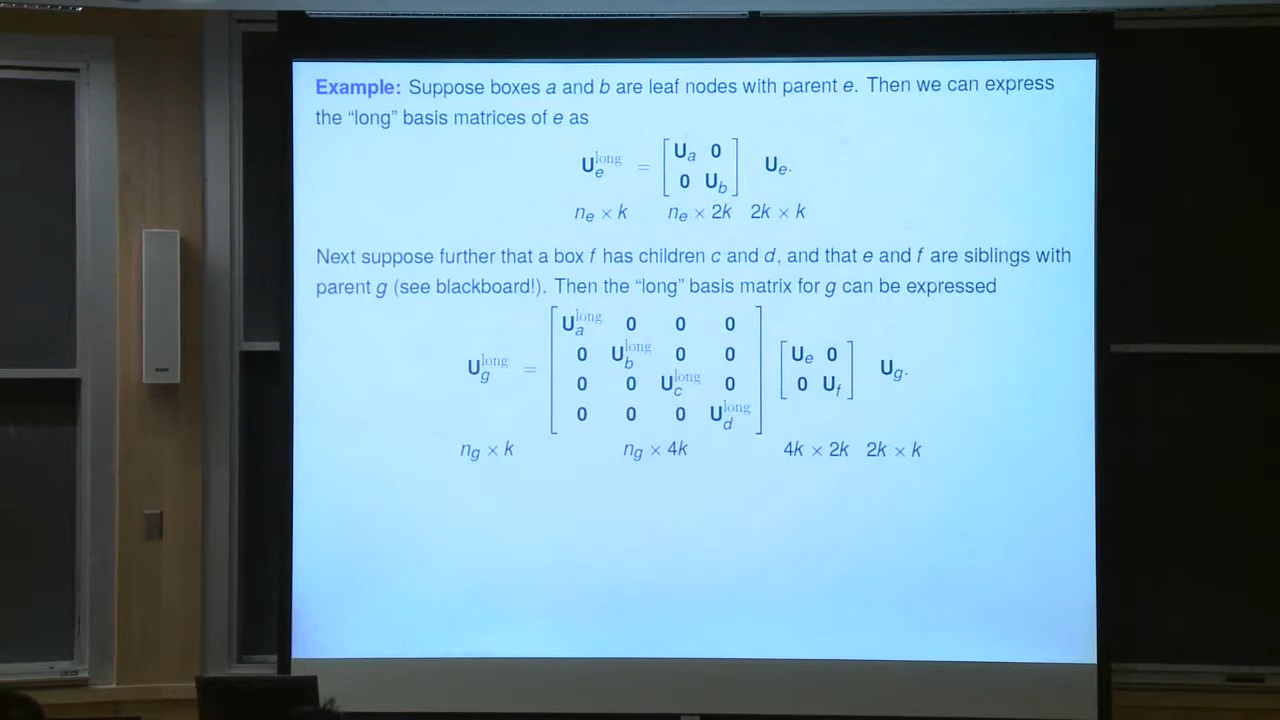 Example: Suppose boxes a and b are leaf nodes with parent e. Then we can express
the “long” basis matrices of e as
U_e^long = [U_a 0; 0 U_b] U_e.
n_e × k n_e × 2k 2k × k
Next suppose further that a box f has children c and d, and that e and f are siblings with
parent g (see blackboard!). Then the “long” basis matrix for g can be expressed
U_g^long = [U_a^long 0 0 0; 0 U_b^long 0 0; 0 0 U_c^long 0; 0 0 0 U_d^long] [U_e 0; 0 U_f] U_g.
n_g × k n_g × 4k 4k × 2k 2k × k